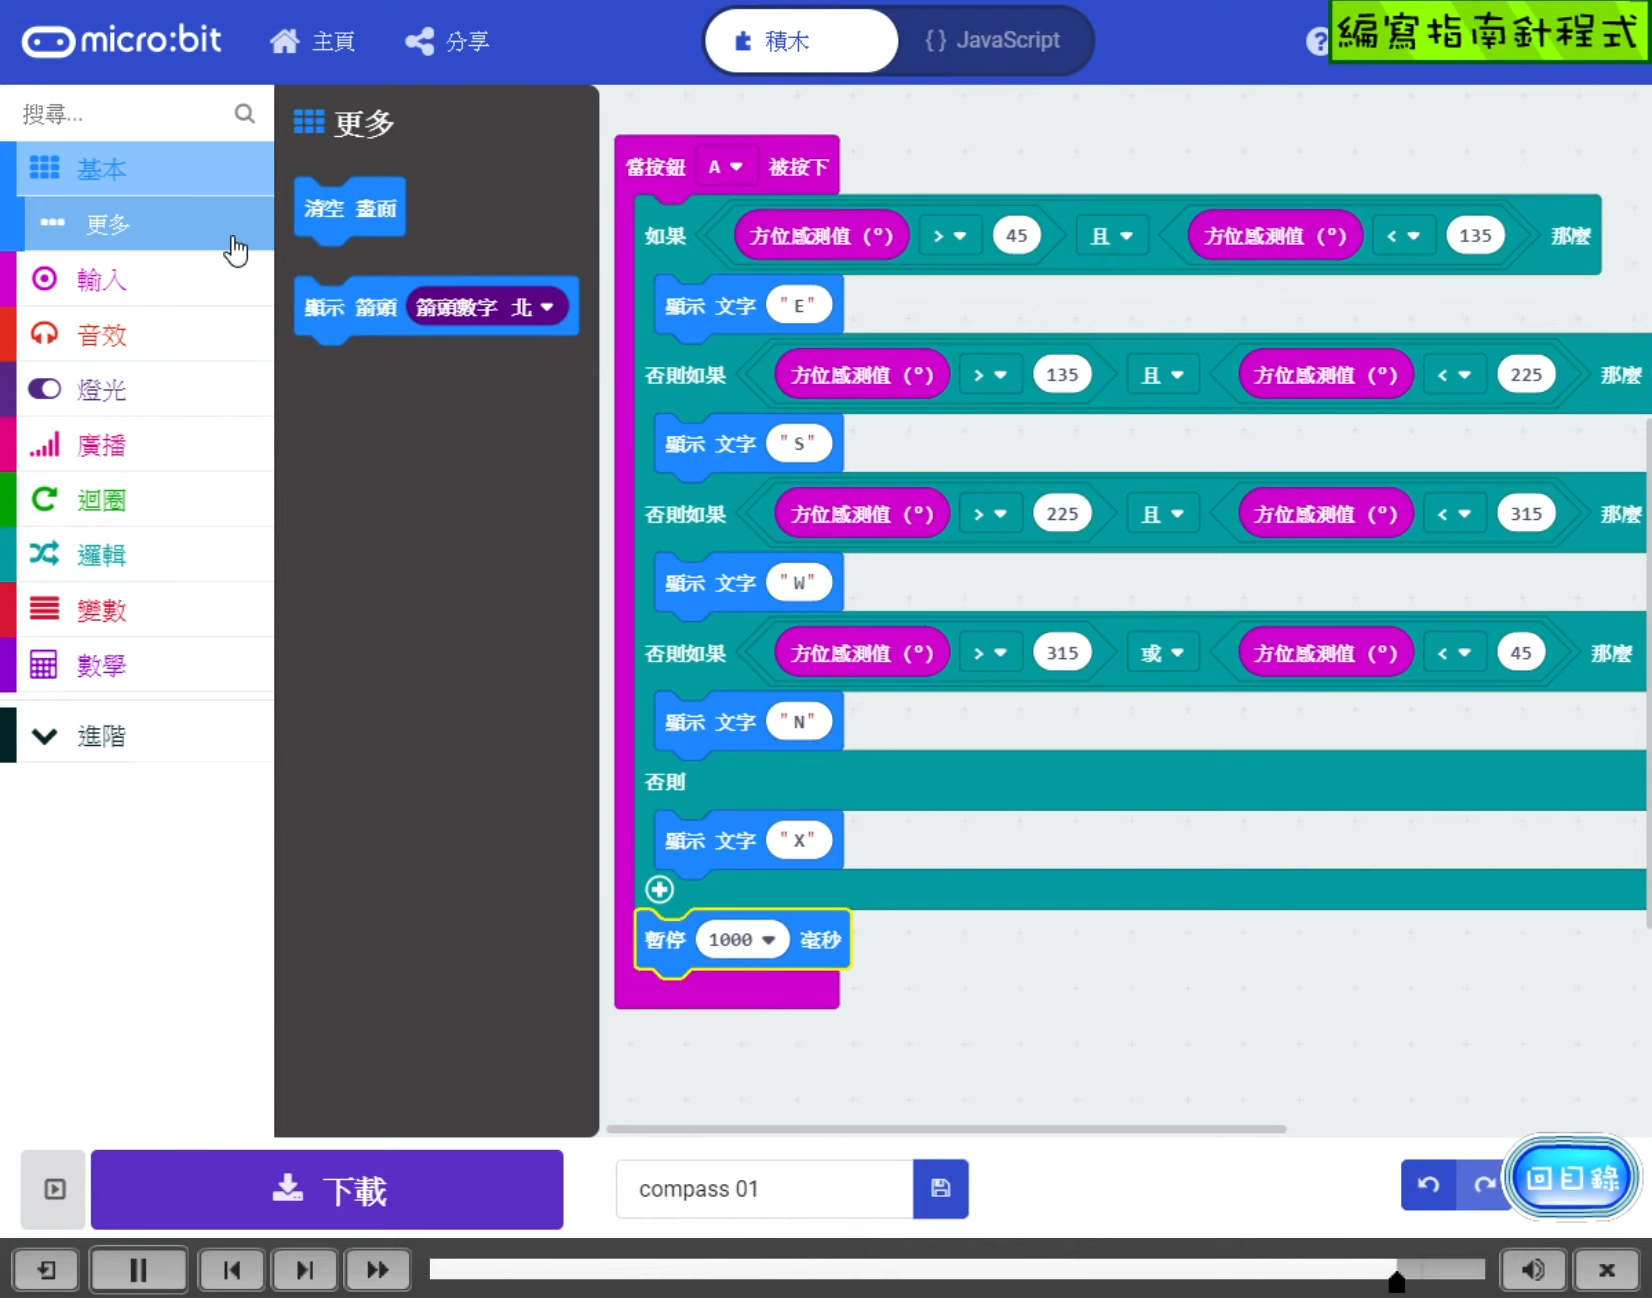 micro:bit 主頁 分享 積木 {} JavaScript ? 編寫指南針程式
搜尋...
基本
更多
輸入
音效
燈光
廣播
迴圈
邏輯
變數
數學
進階
更多
清空 畫面
顯示 箭頭 箭頭數字 北
當按鈕 A 被按下
如果 方位感測值 (°) > 45 且 方位感測值 (°) < 135 那麼
顯示 文字 "E"
否則如果 方位感測值 (°) > 135 且 方位感測值 (°) < 225 那麼
顯示 文字 "S"
否則如果 方位感測值 (°) > 225 且 方位感測值 (°) < 315 那麼
顯示 文字 "W"
否則如果 方位感測值 (°) > 315 或 方位感測值 (°) < 45 那麼
顯示 文字 "N"
否則
顯示 文字 "X"
暫停 1000 毫秒
下載
compass 01
回目錄